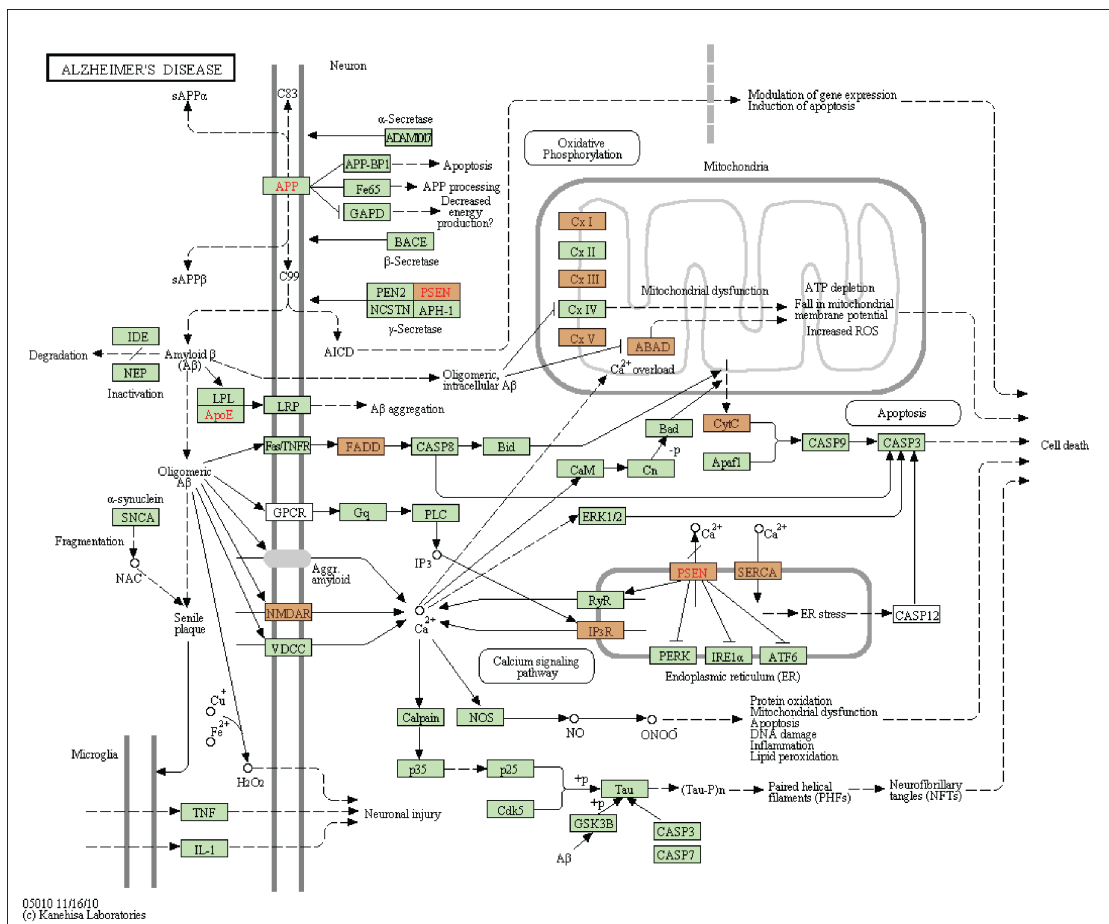 ALZHEIMER'S DISEASE
Neuron
sAPPα
C83
α-Secretase
ADAM10/17
Modulation of gene expression
Induction of apoptosis
Oxidative
Phosphorylation
Mitochondria
APP
APP-BP1
Apoptosis
Fe65
APP processing
GAPD
Decreased
energy
production?
BACE
β-Secretase
sAPPβ
C99
PEN2
PSEN
NCSTN
APH-1
γ-Secretase
Cx I
Cx II
Cx III
Cx IV
Cx V
Mitochondrial dysfunction
ATP depletion
Fall in mitochondrial
membrane potential
Increased ROS
ABAD
IDE
Degradation
NEP
Inactivation
Amyloid β
(Aβ)
AICD
Oligomeric,
intracellular Aβ
Ca2+ overload
LPL
ApoE
LRP
Aβ aggregation
Fas/TNFR
FADD
CASP8
Bid
Bad
-p
CytC
Apaf1
CASP9
CASP3
Apoptosis
Cell death
Oligomeric
Aβ
CaM
Cn
α-synuclein
SNCA
Fragmentation
NAC
GPCR
Gq
PLC
IP3
ERK1/2
Aggr.
amyloid
Ca2+
Ca2+
PSEN
SERCA
RyR
IP3R
ER stress
CASP12
PERK
IRE1α
ATF6
Endoplasmic reticulum (ER)
NMDAR
VDCC
Ca2+
Senile
plaque
Calcium signaling
pathway
Cu+
Fe2+
H2O2
Microglia
TNF
IL-1
Neuronal injury
Calpain
NOS
NO
ONOO-
Protein oxidation
Mitochondrial dysfunction
Apoptosis
DNA damage
Inflammation
Lipid peroxidation
p35
p25
Cdk5
+p
Tau
+p
GSK3B
Aβ
CASP3
CASP7
(Tau-P)n
Paired helical
filaments (PHFs)
Neurofibrillary
tangles (NFTs)
05010 11/16/10
(c) Kanehisa Laboratories